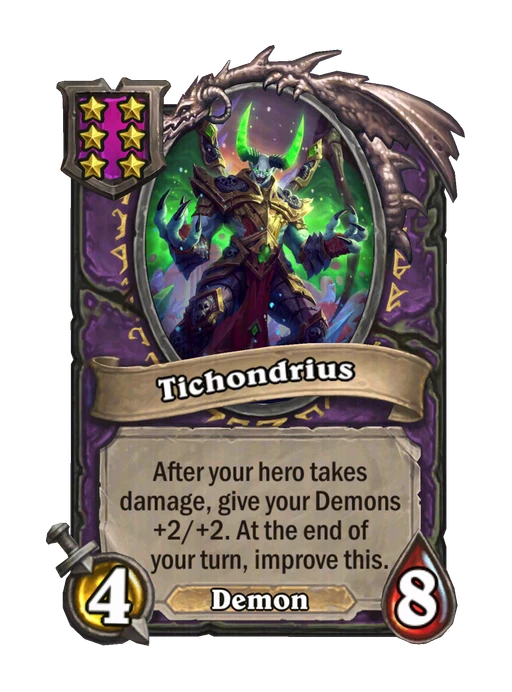 Tichondrius
After your hero takes
damage, give your Demons
+2/+2. At the end of
your turn, improve this.
4
Demon
8